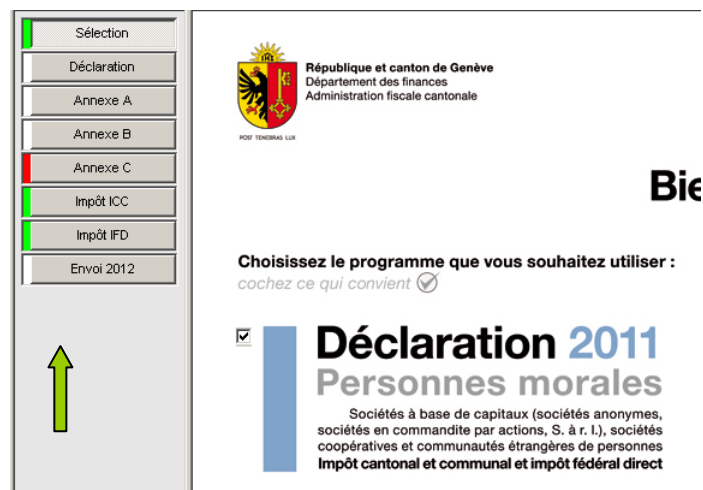 Sélection
Déclaration
Annexe A
Annexe B
Annexe C
Impôt ICC
Impôt IFD
Envoi 2012
République et canton de Genève
Département des finances
Administration fiscale cantonale
POST TENEBRAS LUX
Bie
Choisissez le programme que vous souhaitez utiliser :
cochez ce qui convient
Déclaration 2011
Personnes morales
Sociétés à base de capitaux (sociétés anonymes,
sociétés en commandite par actions, S. à r. l.), sociétés
coopératives et communautés étrangères de personnes
Impôt cantonal et communal et impôt fédéral direct